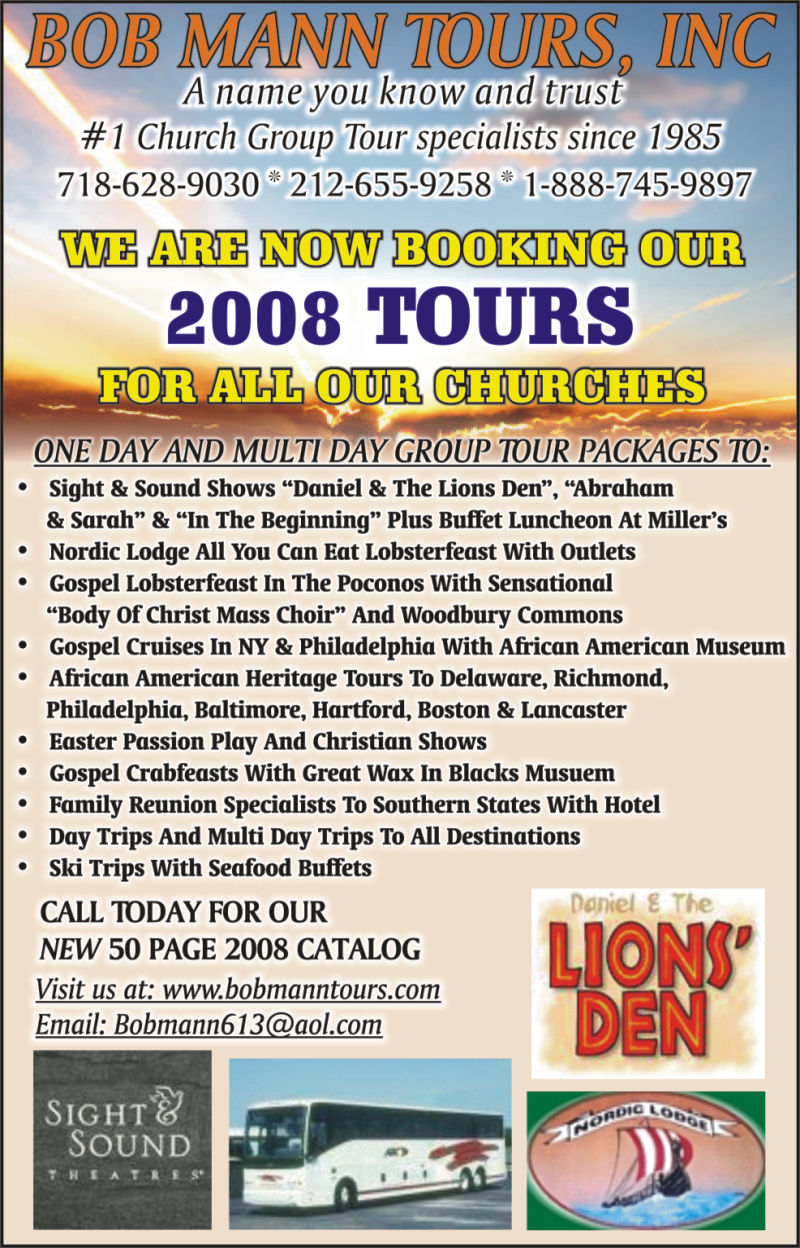 BOB MANN TOURS, INC
A name you know and trust
#1 Church Group Tour specialists since 1985
718-628-9030 * 212-655-9258 * 1-888-745-9897
WE ARE NOW BOOKING OUR
2008 TOURS
FOR ALL OUR CHURCHES
ONE DAY AND MULTI DAY GROUP TOUR PACKAGES TO:
• Sight & Sound Shows “Daniel & The Lions Den”, “Abraham
& Sarah” & “In The Beginning” Plus Buffet Luncheon At Miller’s
• Nordic Lodge All You Can Eat Lobsterfeast With Outlets
• Gospel Lobsterfeast In The Poconos With Sensational
“Body Of Christ Mass Choir” And Woodbury Commons
• Gospel Cruises In NY & Philadelphia With African American Museum
• African American Heritage Tours To Delaware, Richmond,
Philadelphia, Baltimore, Hartford, Boston & Lancaster
• Easter Passion Play And Christian Shows
• Gospel Crabfeasts With Great Wax In Blacks Musuem
• Family Reunion Specialists To Southern States With Hotel
• Day Trips And Multi Day Trips To All Destinations
• Ski Trips With Seafood Buffets
CALL TODAY FOR OUR
NEW 50 PAGE 2008 CATALOG
Visit us at: www.bobmanntours.com
Email: Bobmann613@aol.com
Daniel & The
LIONS’
DEN
SIGHT &
SOUND
THEATRES®
NORDIC LODGE